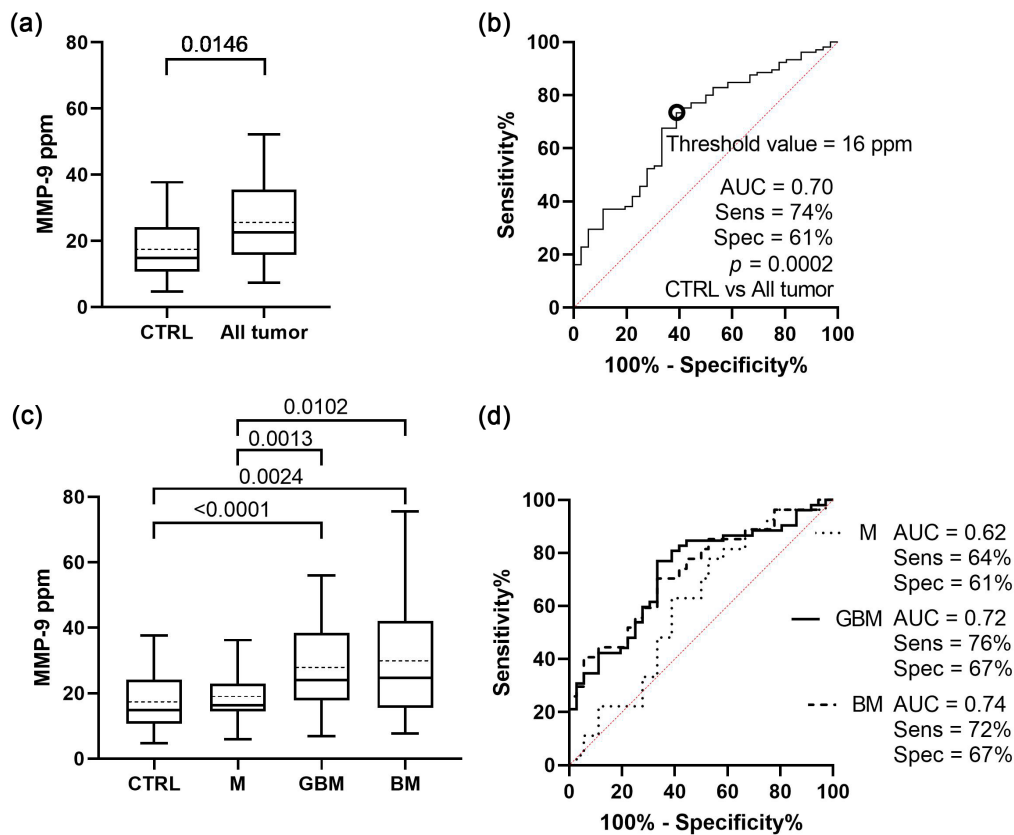 (a)
0.0146
MMP-9 ppm
80
60
40
20
0
CTRL All tumor
(b)
Sensitivity%
100
80
60
40
20
0
Threshold value = 16 ppm
AUC = 0.70
Sens = 74%
Spec = 61%
p = 0.0002
CTRL vs All tumor
0 20 40 60 80 100
100% - Specificity%
(c)
0.0102
0.0013
0.0024
<0.0001
MMP-9 ppm
80
60
40
20
0
CTRL M GBM BM
(d)
Sensitivity%
100
80
60
40
20
0
M AUC = 0.62
Sens = 64%
Spec = 61%
GBM AUC = 0.72
Sens = 76%
Spec = 67%
BM AUC = 0.74
Sens = 72%
Spec = 67%
0 20 40 60 80 100
100% - Specificity%